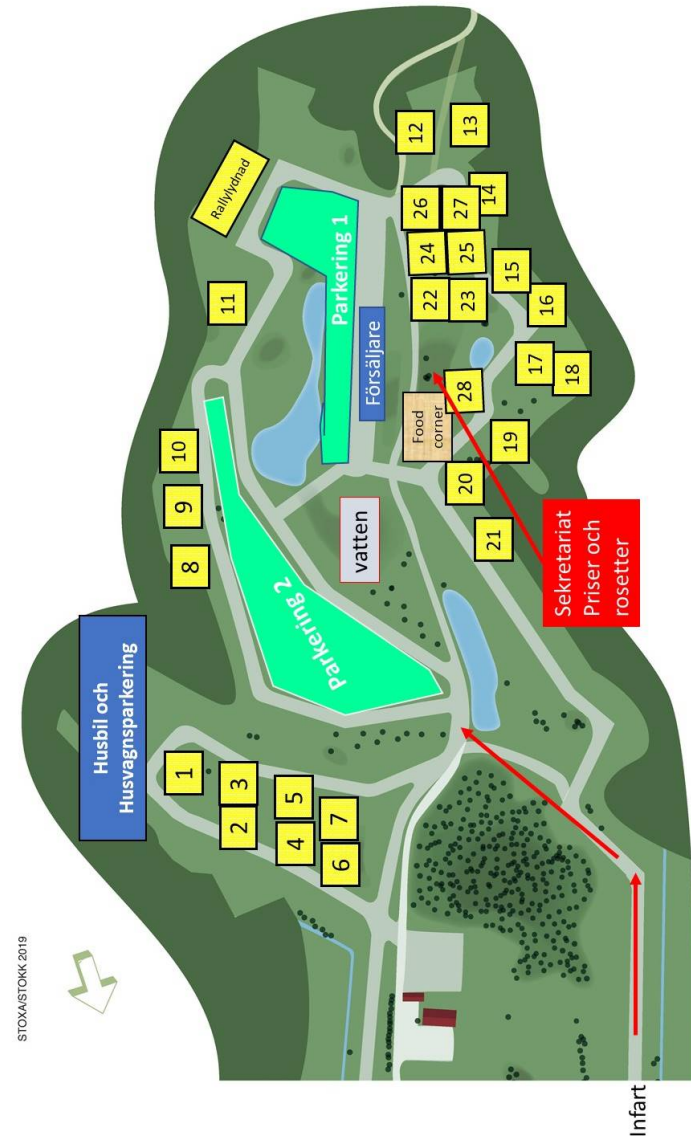 STOXA/STOKK 2019
Husbil och
Husvagnsparkering
1
2
3
4
5
6
7
8
9
10
11
Rallylydnad
Parkering 2
Parkering 1
vatten
Försäljare
Food
corner
12
13
26
27
14
24
25
22
23
15
16
17
18
28
19
20
21
Sekretariat
Priser och
rosetter
Infart